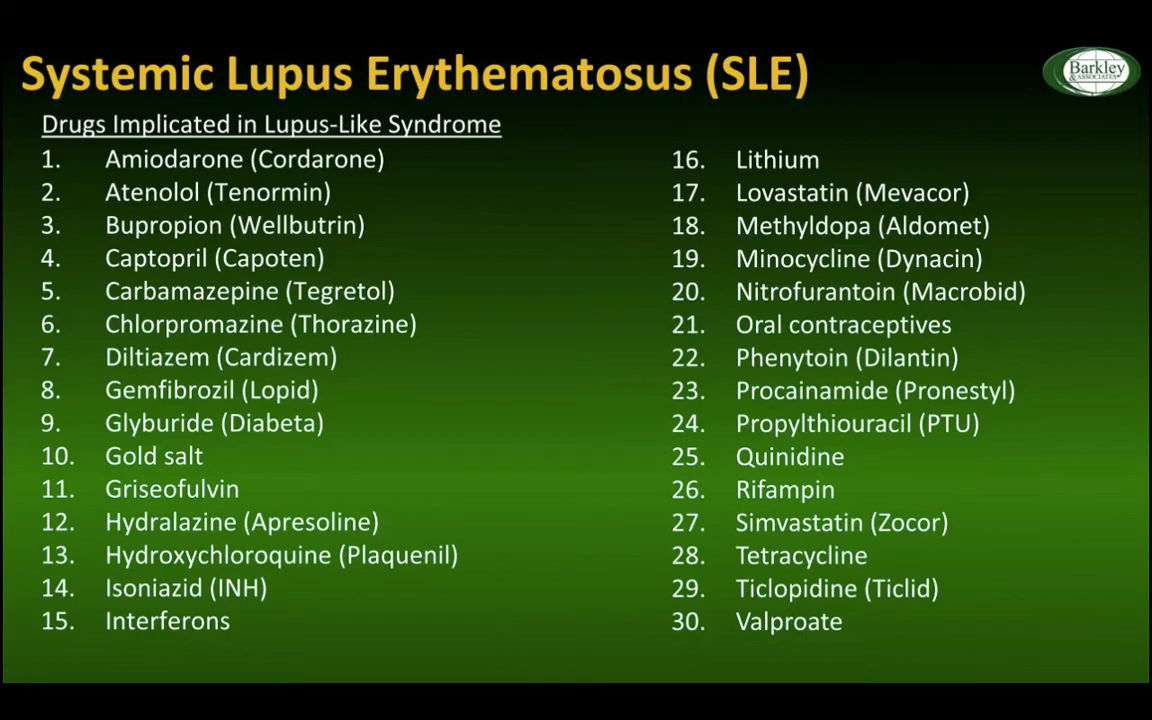 Systemic Lupus Erythematosus (SLE)
Barkley
& ASSOCIATES
Drugs Implicated in Lupus-Like Syndrome
1. Amiodarone (Cordarone)
2. Atenolol (Tenormin)
3. Bupropion (Wellbutrin)
4. Captopril (Capoten)
5. Carbamazepine (Tegretol)
6. Chlorpromazine (Thorazine)
7. Diltiazem (Cardizem)
8. Gemfibrozil (Lopid)
9. Glyburide (Diabeta)
10. Gold salt
11. Griseofulvin
12. Hydralazine (Apresoline)
13. Hydroxychloroquine (Plaquenil)
14. Isoniazid (INH)
15. Interferons
16. Lithium
17. Lovastatin (Mevacor)
18. Methyldopa (Aldomet)
19. Minocycline (Dynacin)
20. Nitrofurantoin (Macrobid)
21. Oral contraceptives
22. Phenytoin (Dilantin)
23. Procainamide (Pronestyl)
24. Propylthiouracil (PTU)
25. Quinidine
26. Rifampin
27. Simvastatin (Zocor)
28. Tetracycline
29. Ticlopidine (Ticlid)
30. Valproate